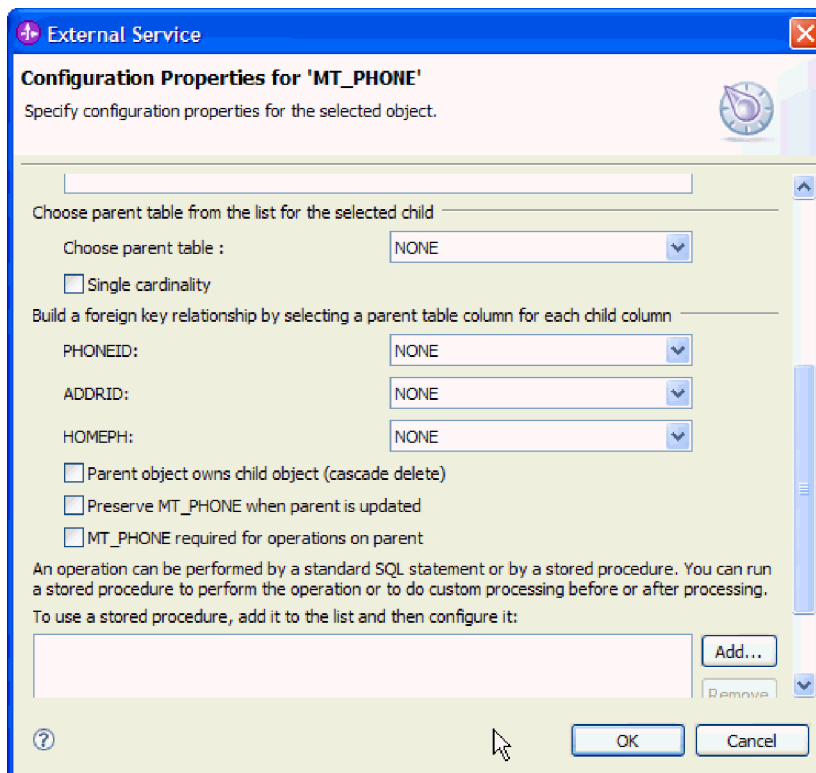 External Service
Configuration Properties for 'MT_PHONE'
Specify configuration properties for the selected object.
Choose parent table from the list for the selected child
Choose parent table : NONE
Single cardinality
Build a foreign key relationship by selecting a parent table column for each child column
PHONEID: NONE
ADDRID: NONE
HOMEPH: NONE
Parent object owns child object (cascade delete)
Preserve MT_PHONE when parent is updated
MT_PHONE required for operations on parent
An operation can be performed by a standard SQL statement or by a stored procedure. You can run
a stored procedure to perform the operation or to do custom processing before or after processing.
To use a stored procedure, add it to the list and then configure it:
Add...
Remove
?
OK Cancel